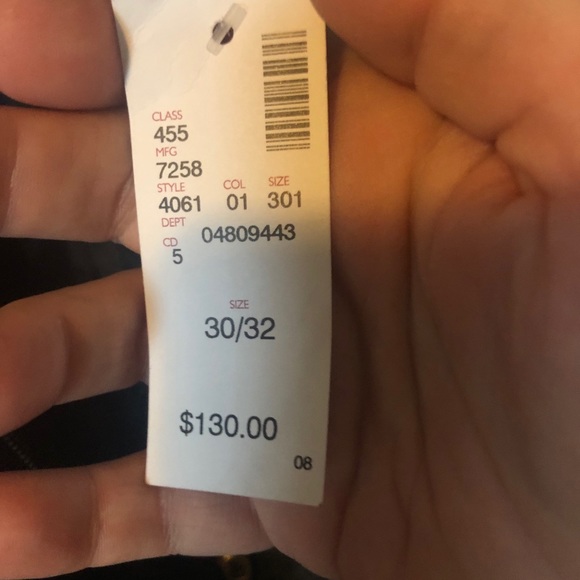 CLASS
455
MFG
7258
STYLE COL SIZE
4061 01 301
DEPT
04809443
CD
5
SIZE
30/32
$130.00
08